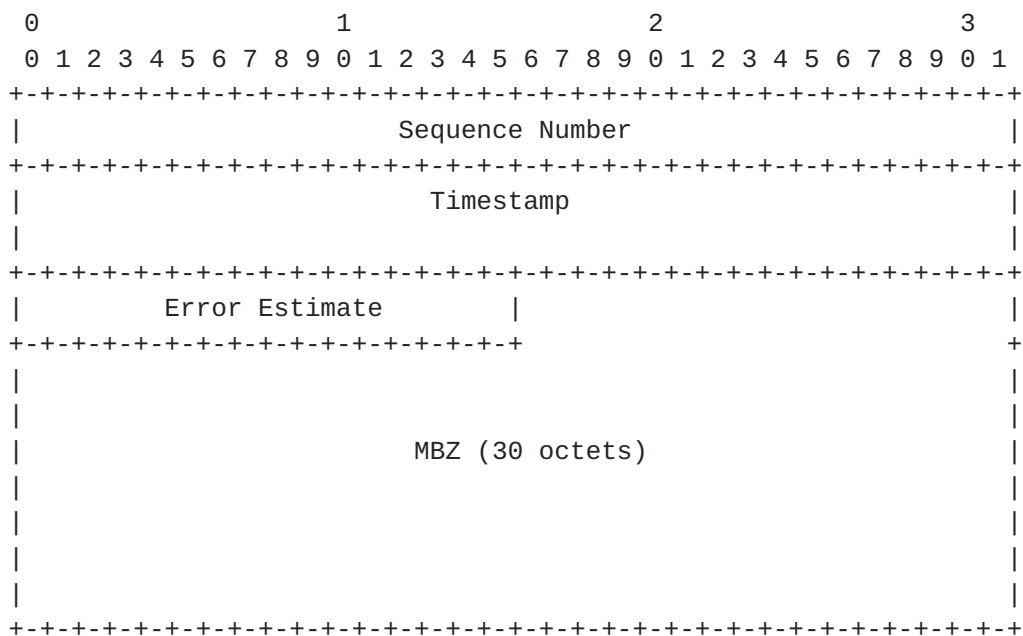 0                   1                   2                   3
 0 1 2 3 4 5 6 7 8 9 0 1 2 3 4 5 6 7 8 9 0 1 2 3 4 5 6 7 8 9 0 1
+-+-+-+-+-+-+-+-+-+-+-+-+-+-+-+-+-+-+-+-+-+-+-+-+-+-+-+-+-+-+-+-+
|                        Sequence Number                        |
+-+-+-+-+-+-+-+-+-+-+-+-+-+-+-+-+-+-+-+-+-+-+-+-+-+-+-+-+-+-+-+-+
|                          Timestamp                            |
|                                                               |
+-+-+-+-+-+-+-+-+-+-+-+-+-+-+-+-+-+-+-+-+-+-+-+-+-+-+-+-+-+-+-+-+
|         Error Estimate        |                               |
+-+-+-+-+-+-+-+-+-+-+-+-+-+-+-+-+                               +
|                                                               |
|                                                               |
|                         MBZ (30 octets)                       |
|                                                               |
|                                                               |
|                                                               |
|                                                               |
+-+-+-+-+-+-+-+-+-+-+-+-+-+-+-+-+-+-+-+-+-+-+-+-+-+-+-+-+-+-+-+-+